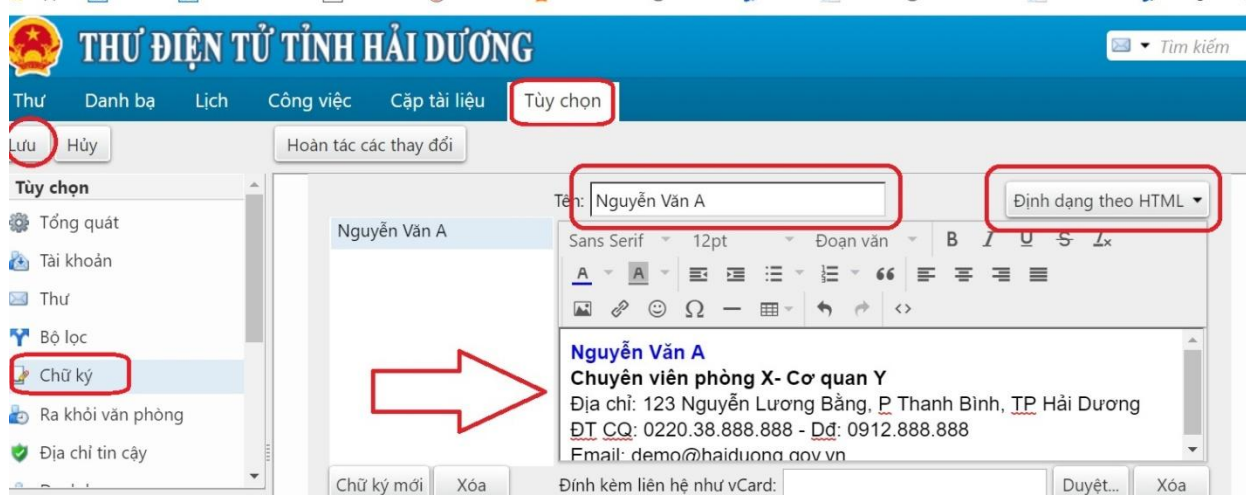 THƯ ĐIỆN TỬ TỈNH HẢI DƯƠNG
Tìm kiếm
Thư Danh bạ Lịch Công việc Cặp tài liệu Tùy chọn
Lưu Hủy Hoàn tác các thay đổi
Tùy chọn
Tên: Nguyễn Văn A Định dạng theo HTML
Tổng quát
Nguyễn Văn A
Sans Serif 12pt Đoạn văn B I U S
Tài khoản
Thư
Bộ lọc
Chữ ký
Ra khỏi văn phòng
Địa chỉ tin cậy
Nguyễn Văn A
Chuyên viên phòng X- Cơ quan Y
Địa chỉ: 123 Nguyễn Lương Bằng, P Thanh Bình, TP Hải Dương
ĐT CQ: 0220.38.888.888 - Dđ: 0912.888.888
Email: demo@haiduong.gov.vn
Chữ ký mới Xóa Đính kèm liên hệ như vCard: Duyệt... Xóa